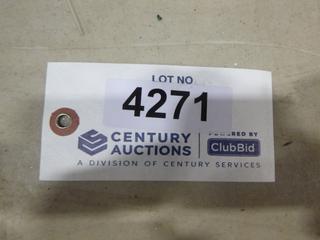 LOT NO.
4271
CENTURY AUCTIONS
POWERED BY
ClubBid
A DIVISION OF CENTURY SERVICES